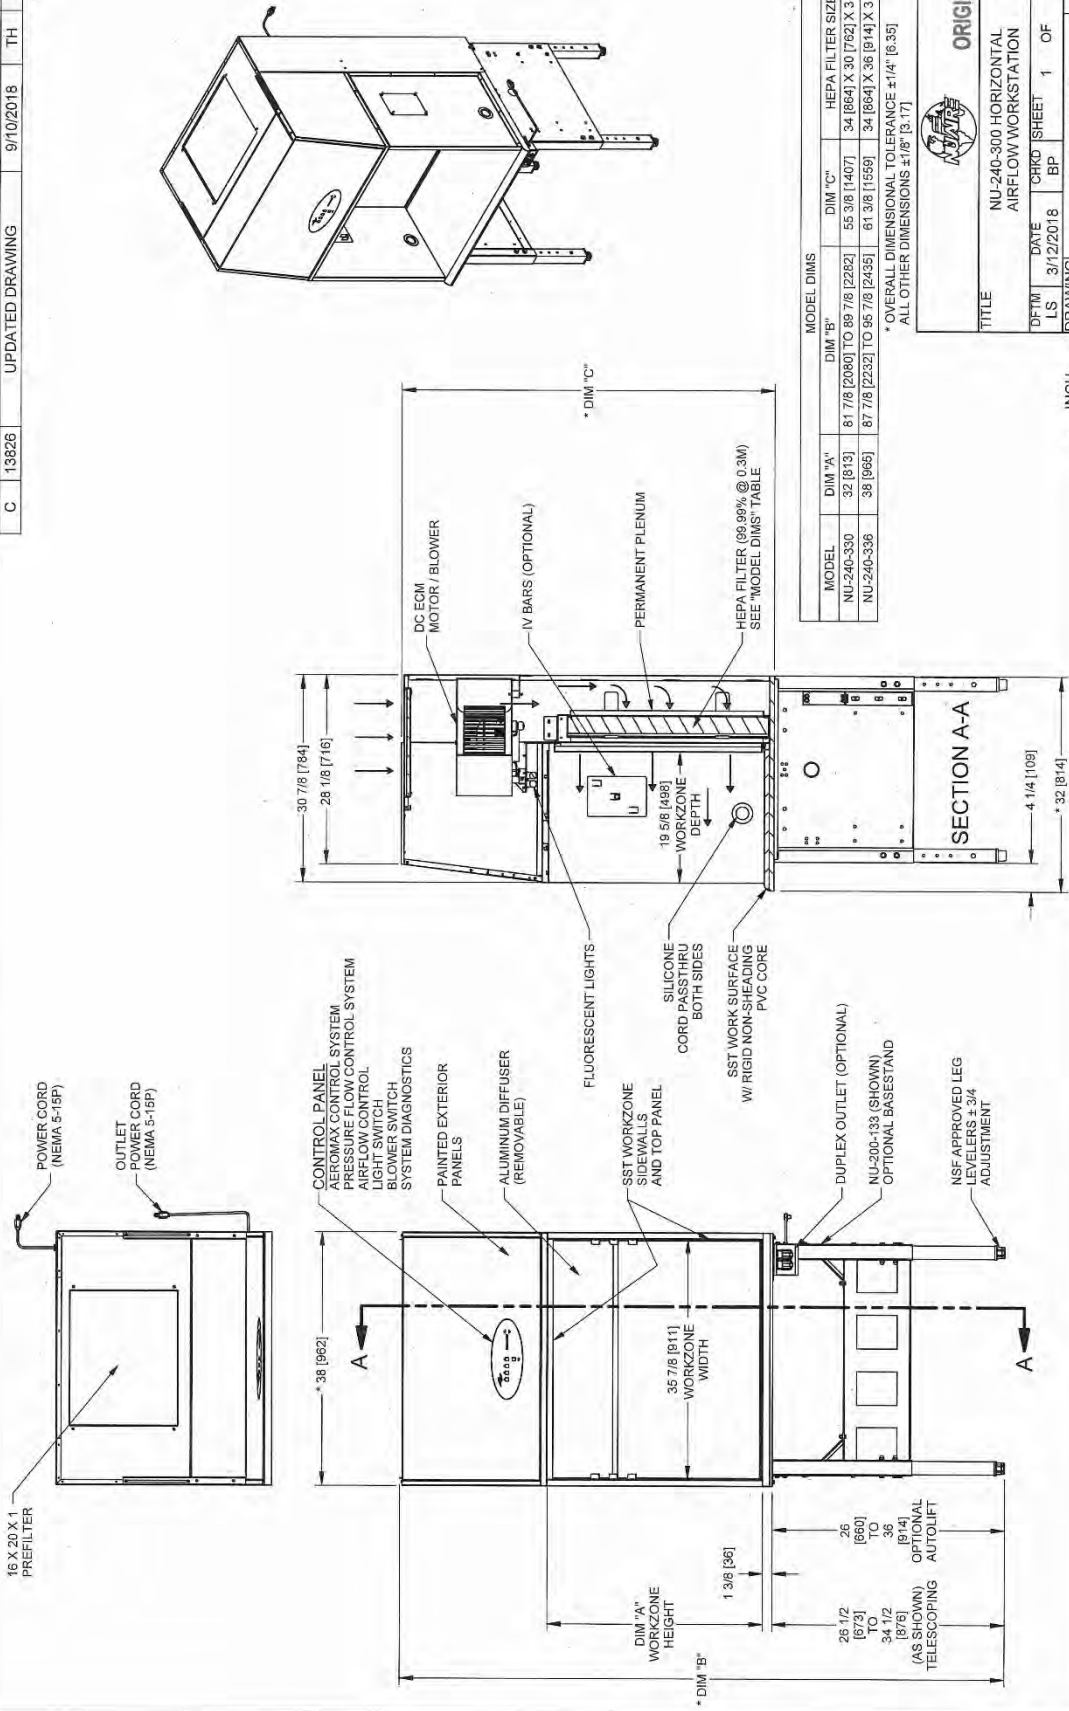 C 13826 UPDATED DRAWING 9/10/2018 TH
16 X 20 X 1
PREFILTER
POWER CORD
(NEMA 5-15P)
OUTLET
POWER CORD
(NEMA 5-15P)
* 38 [962]
A
CONTROL PANEL
AEROMAX CONTROL SYSTEM
PRESSURE FLOW CONTROL SYSTEM
AIRFLOW CONTROL
LIGHT SWITCH
BLOWER SWITCH
SYSTEM DIAGNOSTICS
PAINTED EXTERIOR
PANELS
ALUMINUM DIFFUSER
(REMOVABLE)
SST WORKZONE
SIDEWALLS
AND TOP PANEL
35 7/8 [911]
WORKZONE
WIDTH
DUPLEX OUTLET (OPTIONAL)
NU-200-133 (SHOWN)
OPTIONAL BASESTAND
NSF APPROVED LEG
LEVELERS ± 3/4
ADJUSTMENT
A
* DIM "B"
DIM "A"
WORKZONE
HEIGHT
1 3/8 [36]
26 1/2
[673]
TO
34 1/2
[876]
(AS SHOWN)
TELESCOPING
26
[660]
TO
36
[914]
OPTIONAL
AUTOLIFT
30 7/8 [784]
28 1/8 [716]
DC ECM
MOTOR / BLOWER
IV BARS (OPTIONAL)
PERMANENT PLENUM
HEPA FILTER (99.99% @ 0.3M)
SEE "MODEL DIMS" TABLE
* DIM "C"
FLUORESCENT LIGHTS
19 5/8 [498]
WORKZONE
DEPTH
SILICONE
CORD PASSTHRU
BOTH SIDES
SST WORK SURFACE
W/ RIGID NON-SHEADING
PVC CORE
SECTION A-A
4 1/4 [109]
* 32 [814]
MODEL DIMS
MODEL DIM "A" DIM "B" DIM "C" HEPA FILTER SIZE
NU-240-330 32 [813] 81 7/8 [2080] TO 89 7/8 [2282] 55 3/8 [1407] 34 [864] X 30 [762] X 3
NU-240-336 38 [965] 87 7/8 [2232] TO 95 7/8 [2435] 61 3/8 [1559] 34 [864] X 36 [914] X 3
* OVERALL DIMENSIONAL TOLERANCE ±1/4" [6.35]
ALL OTHER DIMENSIONS ±1/8" [3.17]
NUAIRE
ORIGI
TITLE
NU-240-300 HORIZONTAL
AIRFLOW WORKSTATION
DFTM DATE CHKD SHEET 1 OF
LS 3/12/2018 BP
DRAWING
INCH